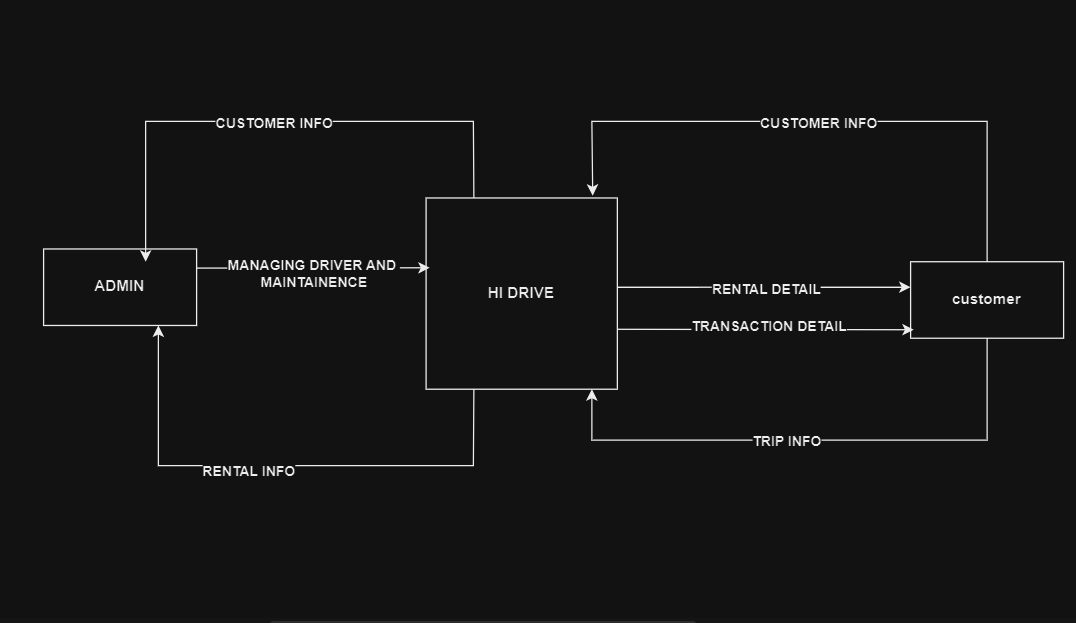 CUSTOMER INFO
CUSTOMER INFO
MANAGING DRIVER AND
MAINTAINENCE
ADMIN
HI DRIVE
RENTAL DETAIL
customer
TRANSACTION DETAIL
TRIP INFO
RENTAL INFO